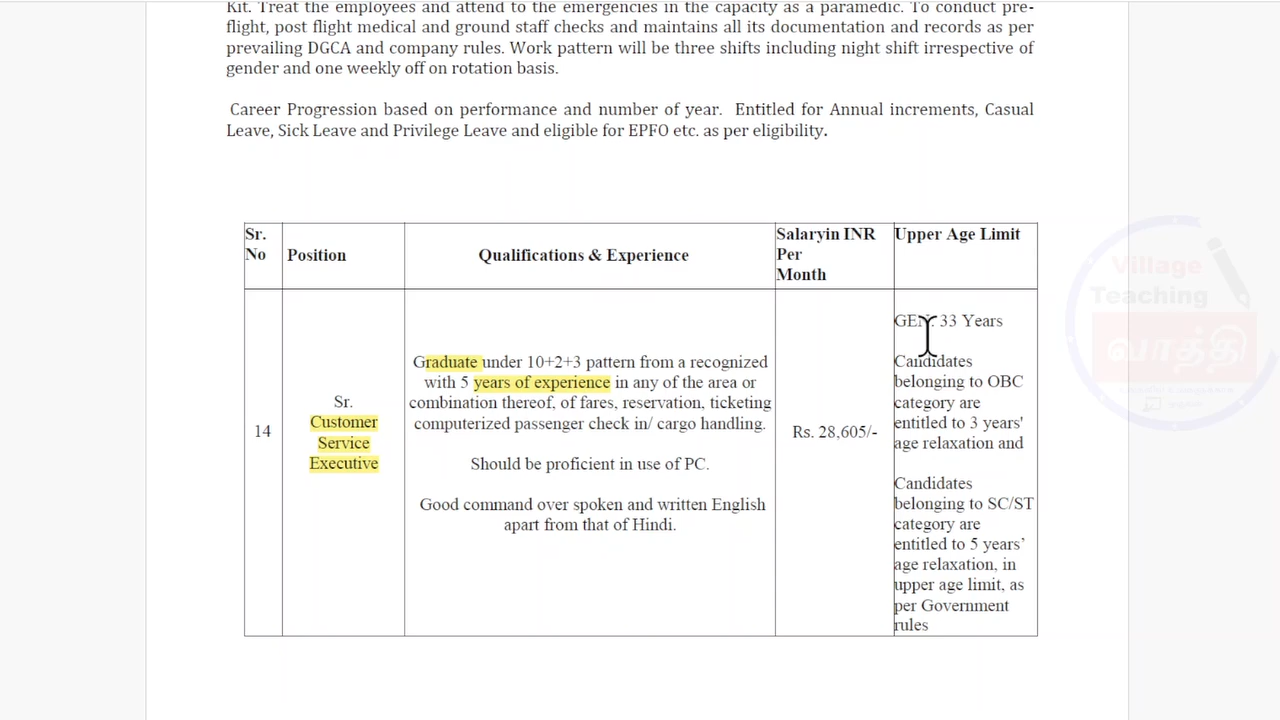 Kit. Treat the employees and attend to the emergencies in the capacity as a paramedic. To conduct pre-
flight, post flight medical and ground staff checks and maintains all its documentation and records as per
prevailing DGCA and company rules. Work pattern will be three shifts including night shift irrespective of
gender and one weekly off on rotation basis.
Career Progression based on performance and number of year. Entitled for Annual increments, Casual
Leave, Sick Leave and Privilege Leave and eligible for EPFO etc. as per eligibility.
Sr.
No
Position
Qualifications & Experience
Salaryin INR
Per
Month
Upper Age Limit
14
Sr.
Customer
Service
Executive
Graduate under 10+2+3 pattern from a recognized
with 5 years of experience in any of the area or
combination thereof, of fares, reservation, ticketing
computerized passenger check in/ cargo handling.
Should be proficient in use of PC.
Good command over spoken and written English
apart from that of Hindi.
Rs. 28,605/-
GEN: 33 Years
Candidates
belonging to OBC
category are
entitled to 3 years'
age relaxation and
Candidates
belonging to SC/ST
category are
entitled to 5 years’
age relaxation, in
upper age limit, as
per Government
rules
Village
Teaching
வாத்தி